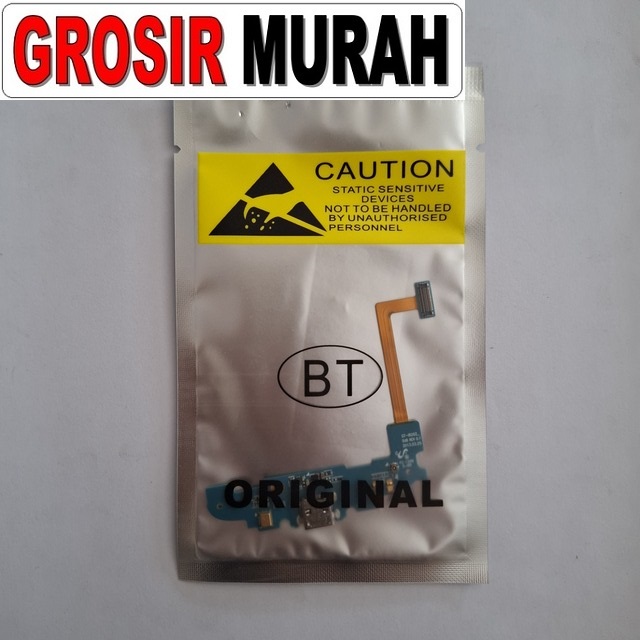 GROSIR MURAH
CAUTION
STATIC SENSITIVE
DEVICES
NOT TO BE HANDLED
BY UNAUTHORISED
PERSONNEL
BT
ORIGINAL